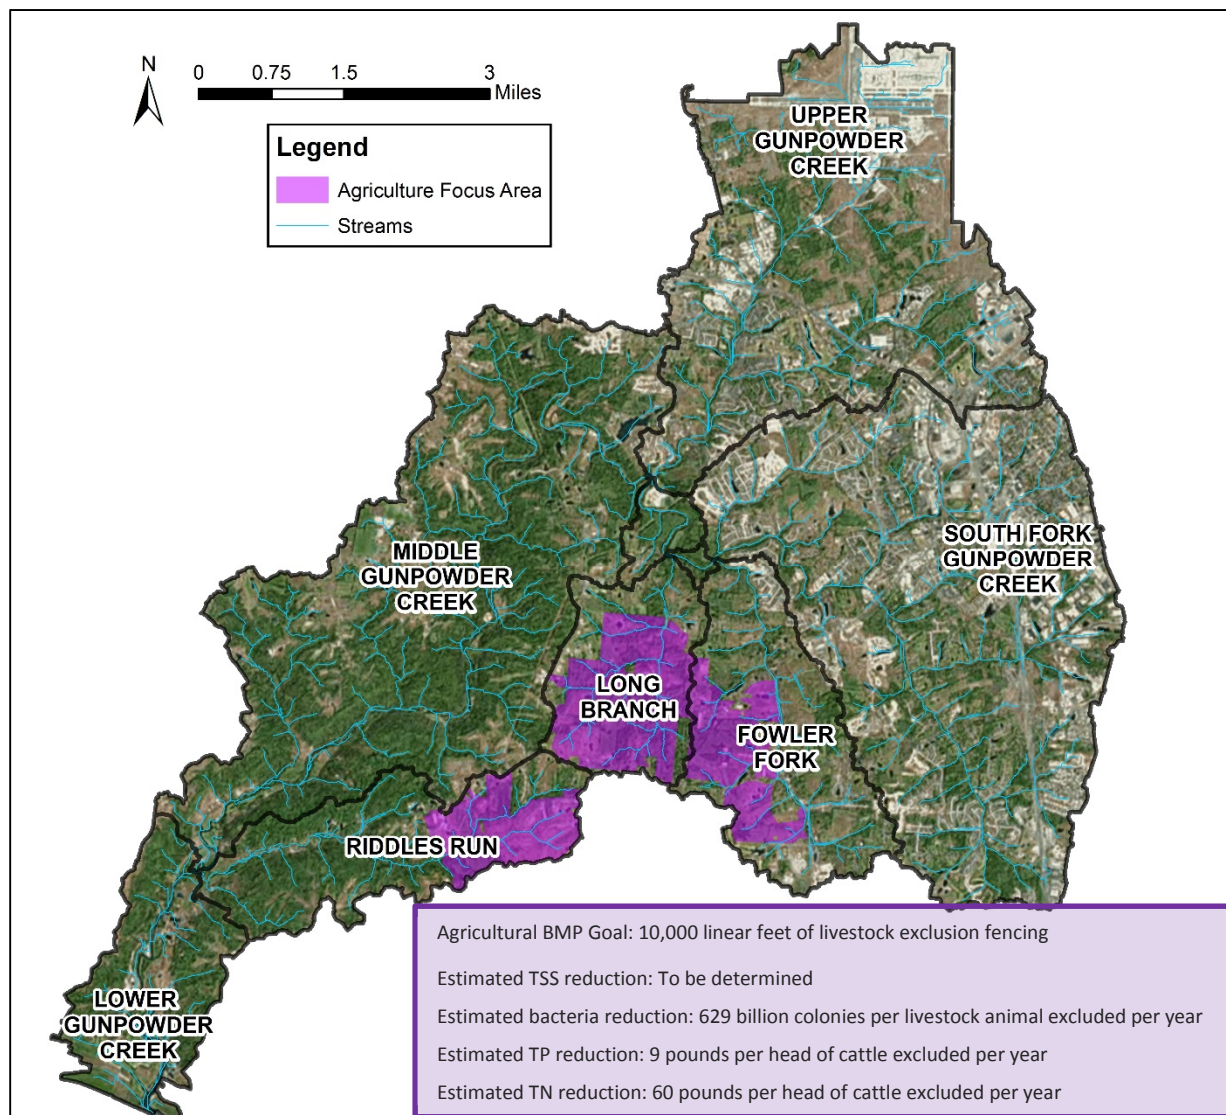 N
0 0.75 1.5 3
Miles
Legend
Agriculture Focus Area
Streams
UPPER
GUNPOWDER
CREEK
MIDDLE
GUNPOWDER
CREEK
SOUTH FORK
GUNPOWDER
CREEK
LONG
BRANCH
FOWLER
FORK
RIDDLES RUN
LOWER
GUNPOWDER
CREEK
Agricultural BMP Goal: 10,000 linear feet of livestock exclusion fencing
Estimated TSS reduction: To be determined
Estimated bacteria reduction: 629 billion colonies per livestock animal excluded per year
Estimated TP reduction: 9 pounds per head of cattle excluded per year
Estimated TN reduction: 60 pounds per head of cattle excluded per year